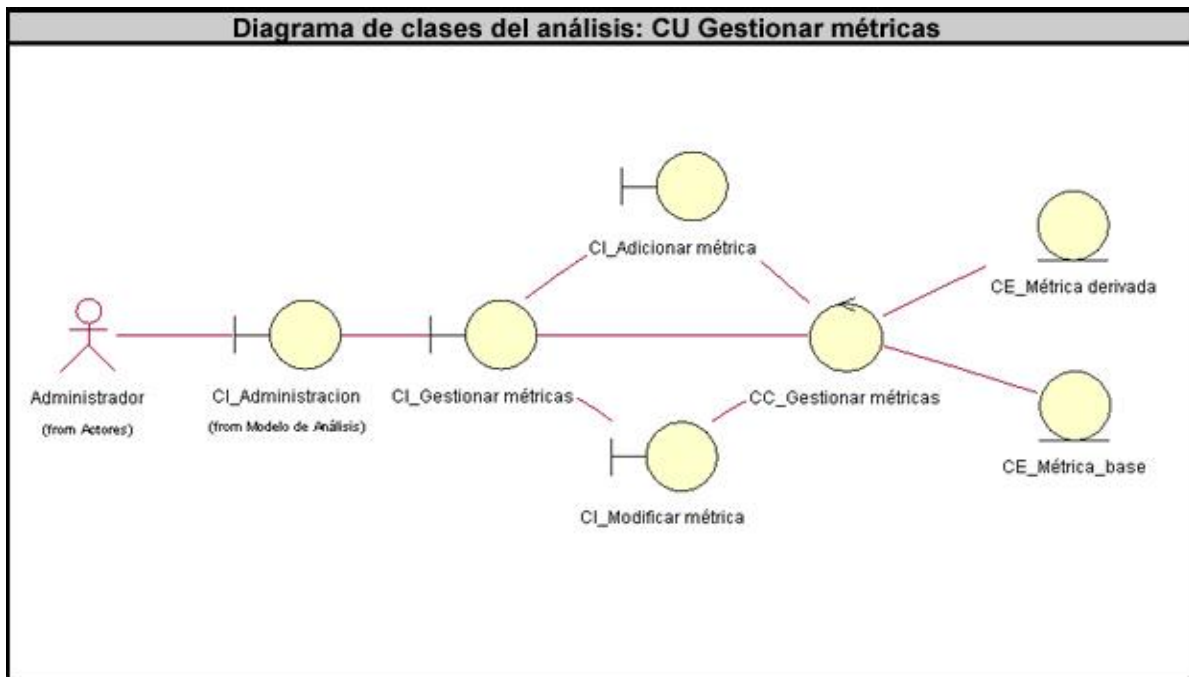 Diagrama de clases del análisis: CU Gestionar métricas
CI_Adicionar métrica
CE_Métrica derivada
Administrador
(from Actores)
CI_Administracion
(from Modelo de Análisis)
CI_Gestionar métricas
CC_Gestionar métricas
CE_Métrica_base
CI_Modificar métrica